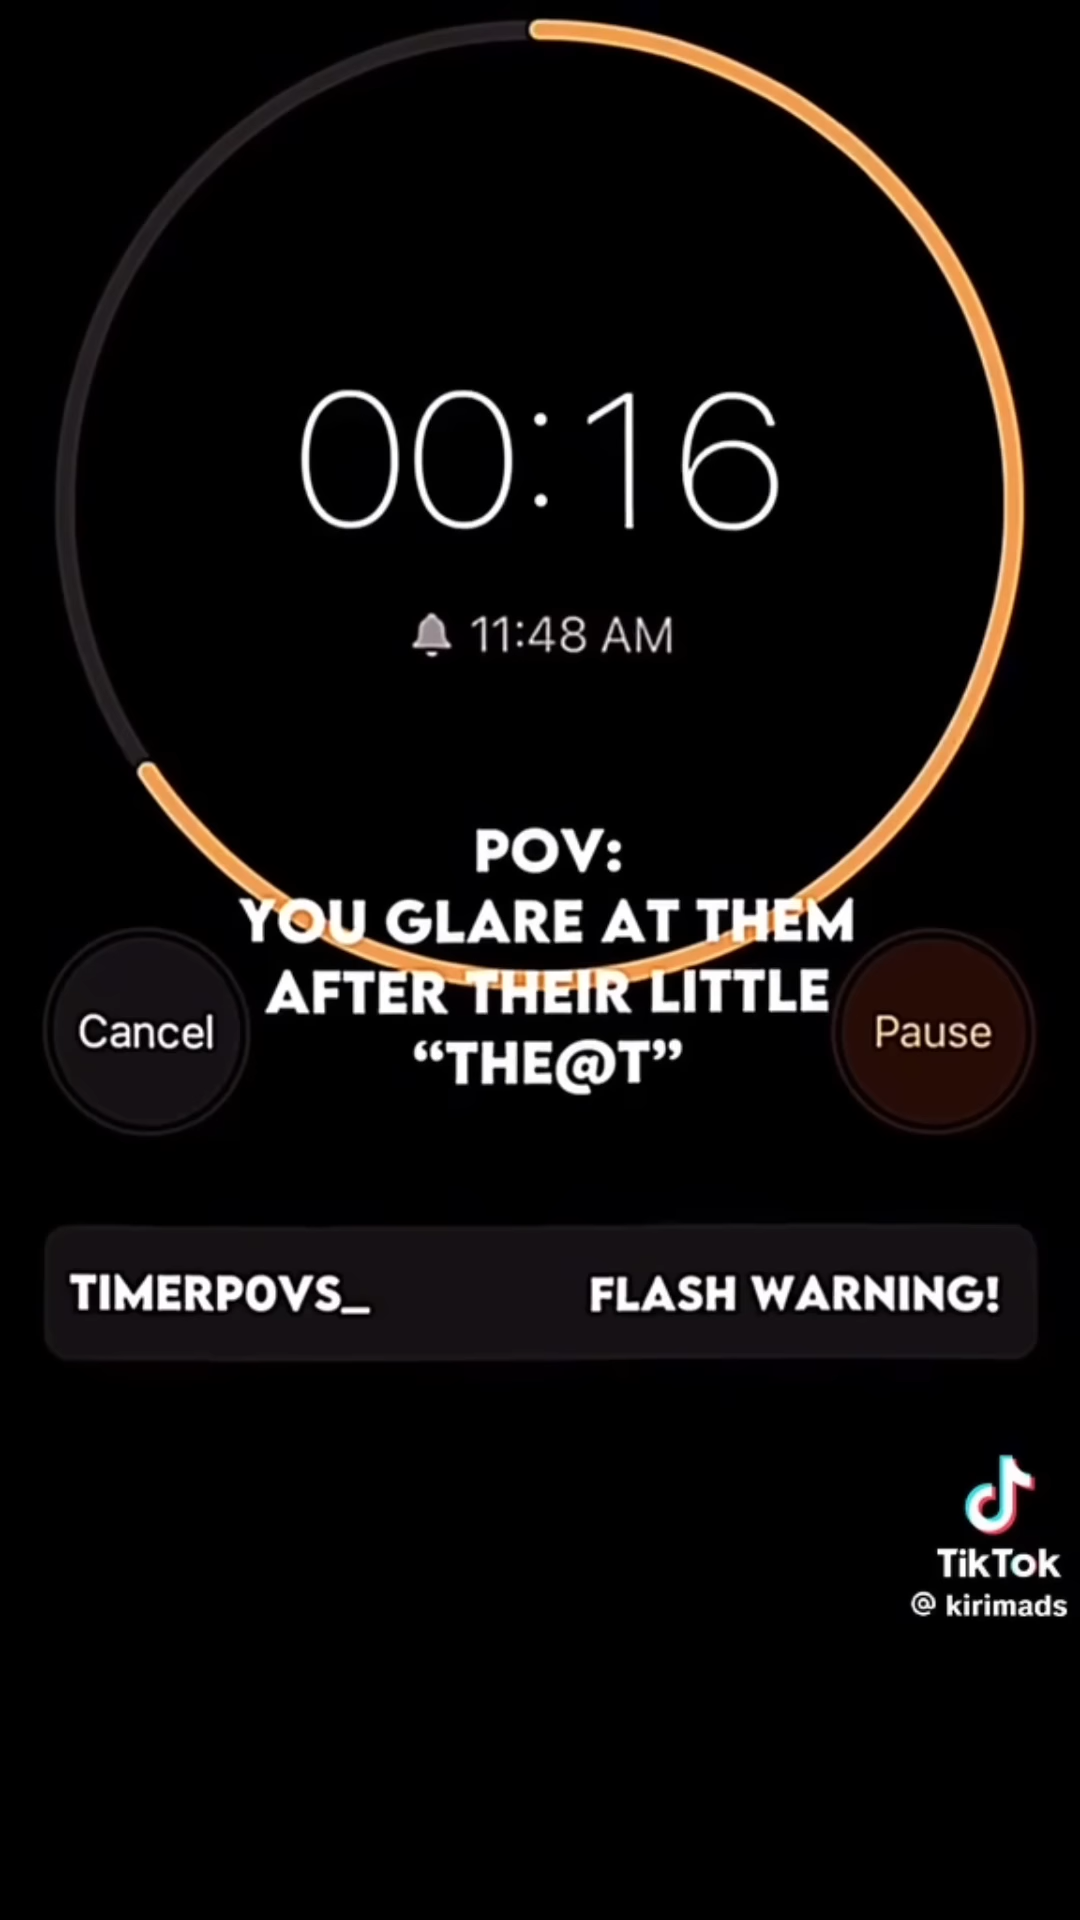 00:16
11:48 AM
POV:
YOU GLARE AT THEM
AFTER THEIR LITTLE
“THE@T”
Cancel
Pause
TIMERP0VS_
FLASH WARNING!
TikTok
@ kirimads